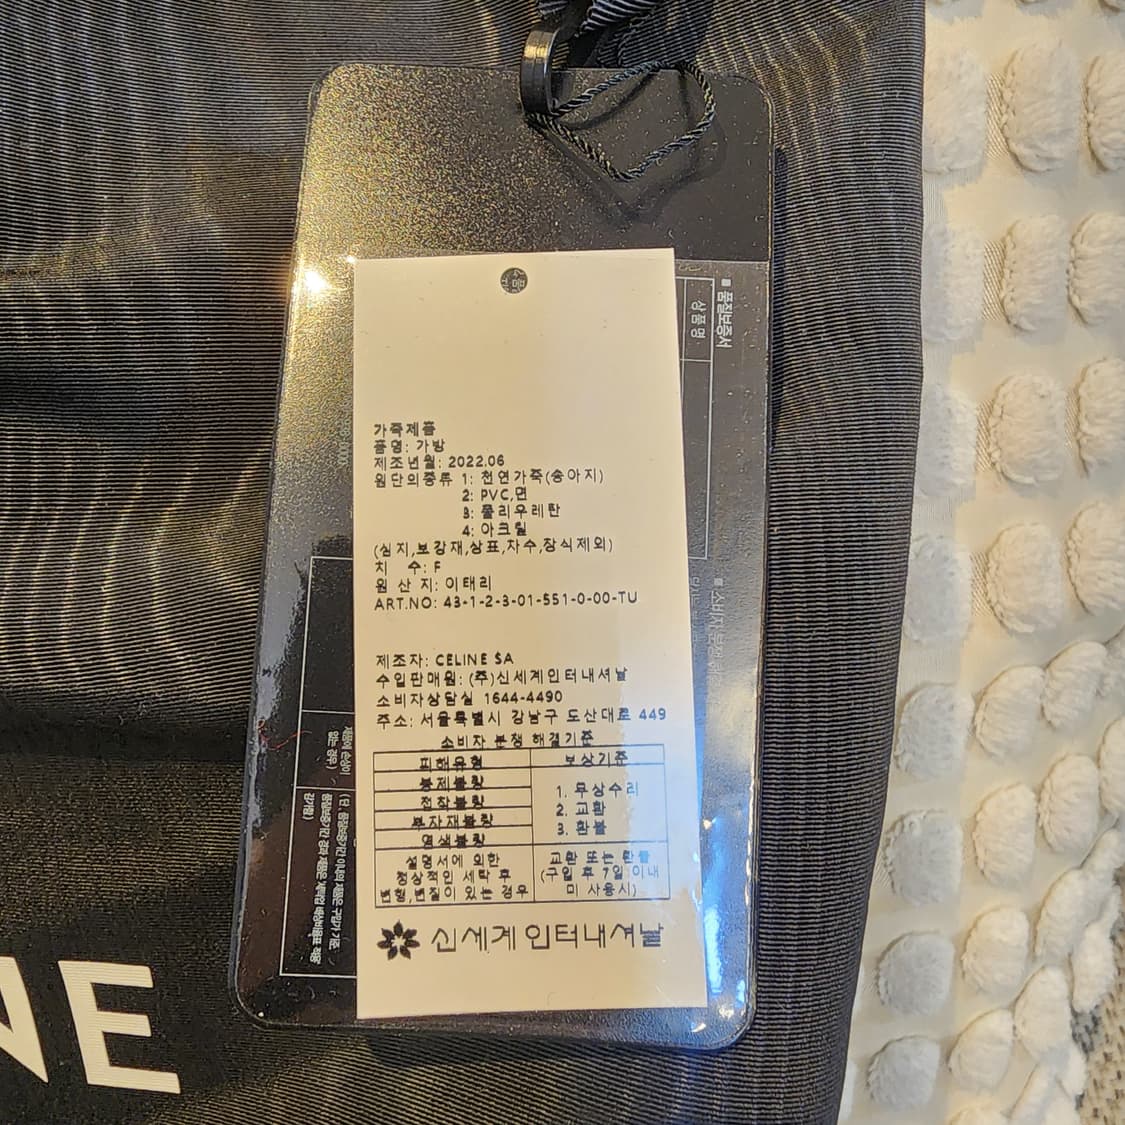 ■ 품질보증서
상품명
가죽제품
품명: 가방
제조년월: 2022.06
원단의종류 1: 천연가죽(송아지)
2: PVC,면
3: 폴리우레탄
4: 아크릴
(심지,보강재,상표,자수,장식제외)
치 수: F
원 산 지: 이태리
ART.NO: 43-1-2-3-01-551-0-00-TU
제조자: CELINE SA
수입판매원: (주)신세계인터내셔날
소비자상담실 1644-4490
주소: 서울특별시 강남구 도산대로 449
소비자 분쟁 해결기준
피해유형 보상기준
봉제불량
접착불량
부자재불량
염색불량
1. 무상수리
2. 교환
3. 환불
설명서에 의한
정상적인 세탁 후
변형,변질이 있는 경우
교환 또는 환불
(구입 후 7일 이내
미 사용시)
신세계인터내셔날
NE